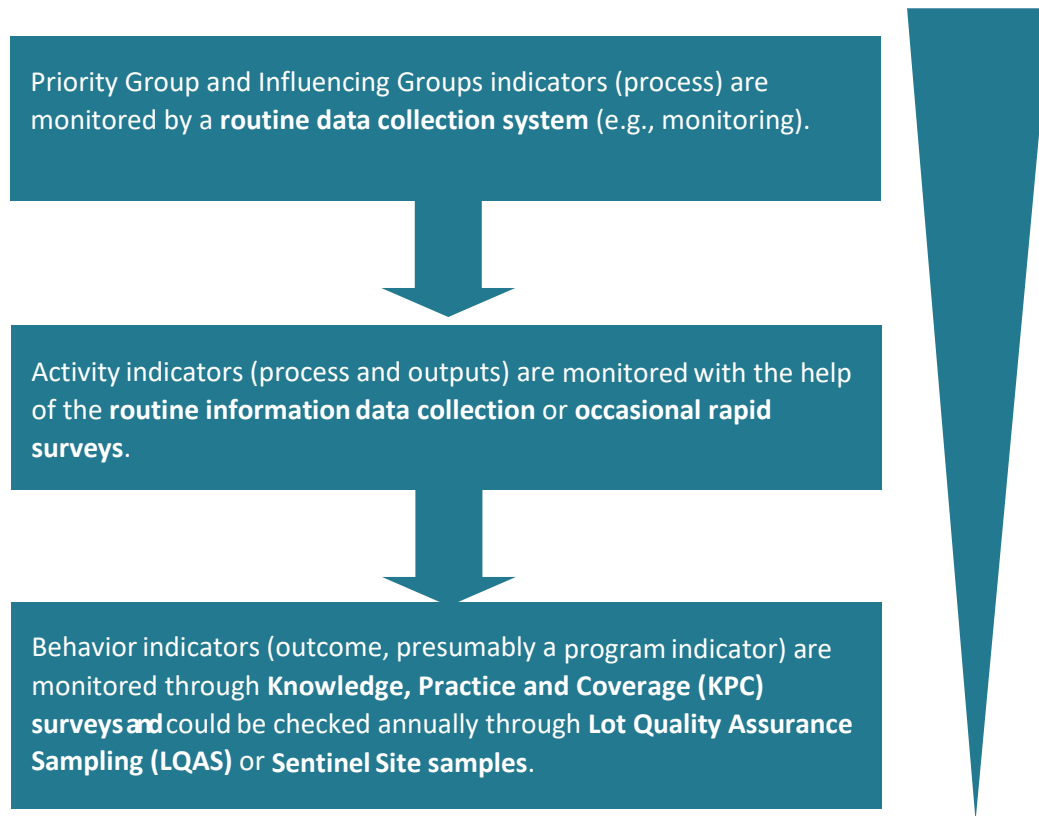 Priority Group and Influencing Groups indicators (process) are
monitored by a routine data collection system (e.g., monitoring).
Activity indicators (process and outputs) are monitored with the help
of the routine information data collection or occasional rapid
surveys.
Behavior indicators (outcome, presumably a program indicator) are
monitored through Knowledge, Practice and Coverage (KPC)
surveys and could be checked annually through Lot Quality Assurance
Sampling (LQAS) or Sentinel Site samples.